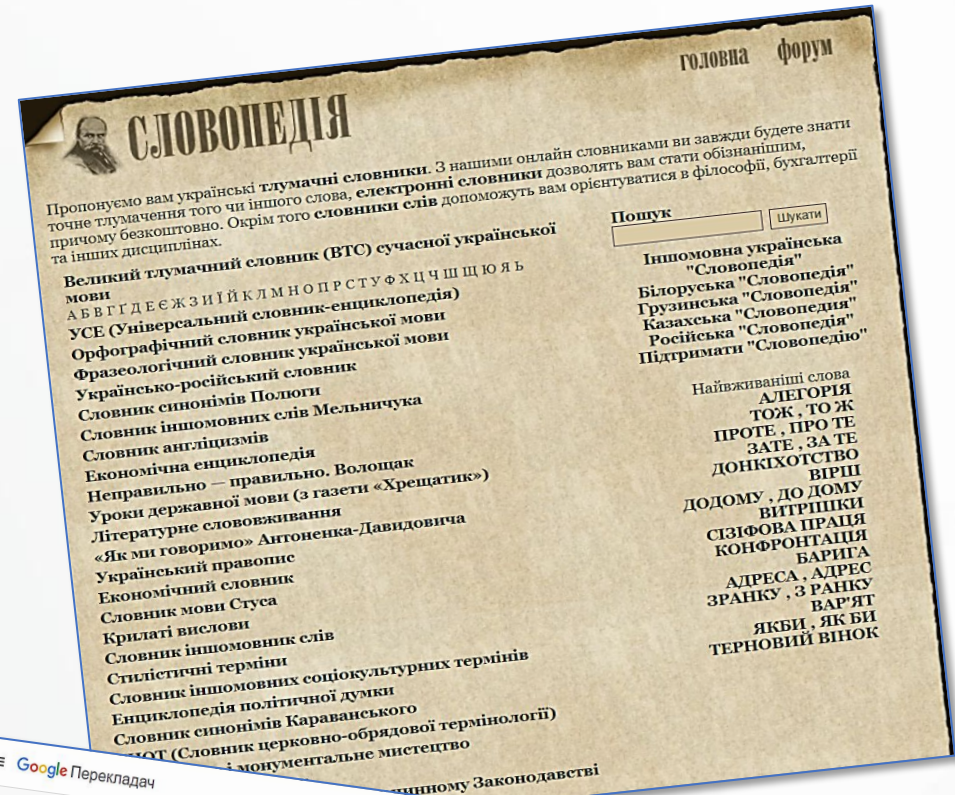 головна форум
СЛОВОПЕДІЯ
Пропонуємо вам українські тлумачні словники. З нашими онлайн словниками ви завжди будете знати
точне тлумачення того чи іншого слова, електронні словники дозволять вам стати обізнанішим,
причому безкоштовно. Окрім того словники слів допоможуть вам орієнтуватися в філософії, бухгалтерії
та інших дисциплінах.
Великий тлумачний словник (ВТС) сучасної української
мови
А Б В Г Ґ Д Е Є Ж З И Ї Й К Л М Н О П Р С Т У Ф Х Ц Ч Ш Щ Ю Я Ь
УСЕ (Універсальний словник-енциклопедія)
Орфографічний словник української мови
Фразеологічний словник української мови
Українсько-російський словник
Словник синонімів Полюги
Словник іншомовних слів Мельничука
Словник англіцизмів
Економічна енциклопедія
Неправильно — правильно. Волощак
Уроки державної мови (з газети «Хрещатик»)
Літературне слововживання
«Як ми говоримо» Антоненка-Давидовича
Український правопис
Економічний словник
Словник мови Стуса
Крилаті вислови
Словник іншомовник слів
Стилістичні терміни
Словник іншомовних соціокультурних термінів
Енциклопедія політичної думки
Словник синонімів Караванського
(Словник церковно-обрядової термінології)
і монументальне мистецтво
Законодавстві
Пошук
Шукати
Іншомовна українська
"Словопедія"
Білоруська "Словопедія"
Грузинська "Словопедія"
Казахська "Словопедия"
Російська "Словопедія"
Підтримати "Словопедію"
Найвживаніші слова
АЛЕГОРІЯ
ТОЖ , ТО Ж
ПРОТЕ , ПРО ТЕ
ЗАТЕ , ЗА ТЕ
ДОНКІХОТСТВО
ВІРШ
ДОДОМУ , ДО ДОМУ
ВИТРІШКИ
СІЗІФОВА ПРАЦЯ
КОНФРОНТАЦІЯ
БАРИГА
АДРЕСА , АДРЕС
ЗРАНКУ , З РАНКУ
ВАР'ЯТ
ЯКБИ , ЯК БИ
ТЕРНОВИЙ ВІНОК
Google Перекладач